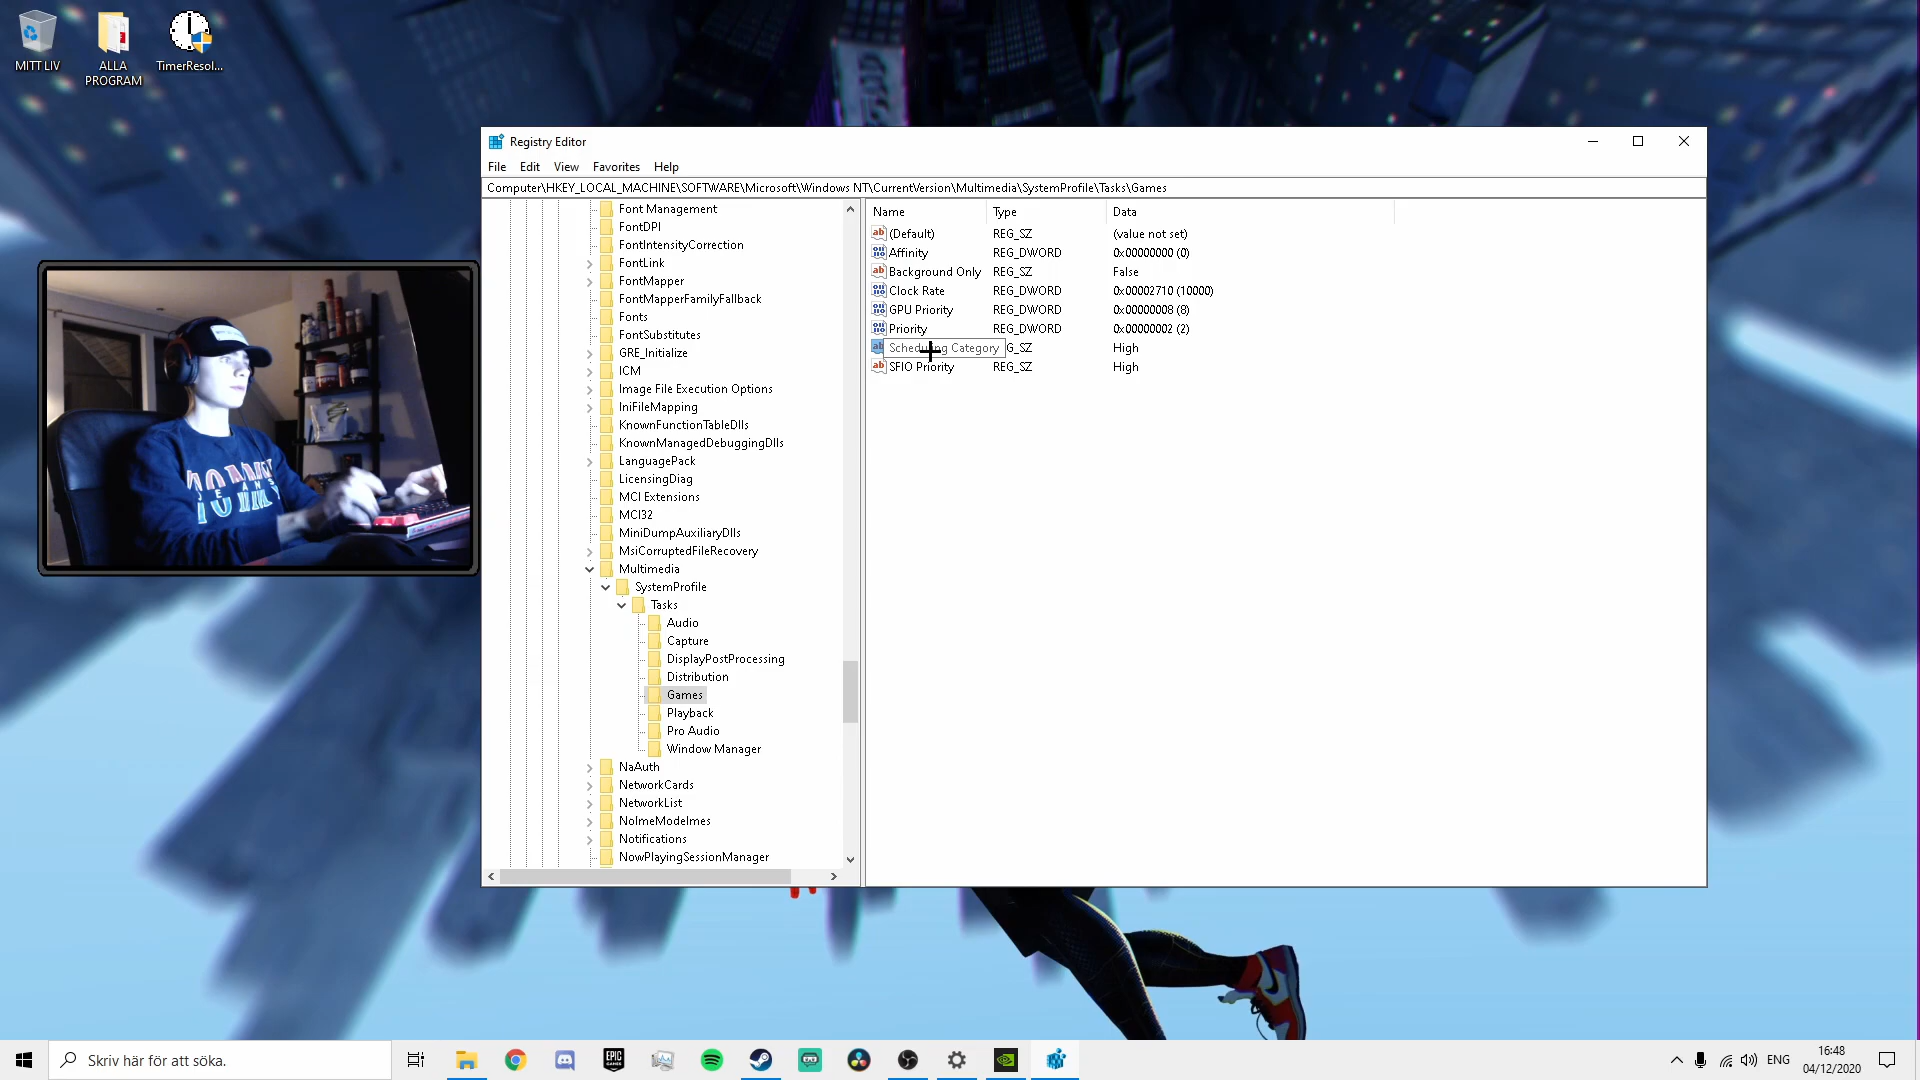 MITT LIV
ALLA
PROGRAM
TimerResol...
Registry Editor
File Edit View Favorites Help
Computer\HKEY_LOCAL_MACHINE\SOFTWARE\Microsoft\Windows NT\CurrentVersion\Multimedia\SystemProfile\Tasks\Games
Font Management
FontDPI
FontIntensityCorrection
FontLink
FontMapper
FontMapperFamilyFallback
Fonts
FontSubstitutes
GRE_Initialize
ICM
Image File Execution Options
IniFileMapping
KnownFunctionTableDlls
KnownManagedDebuggingDlls
LanguagePack
LicensingDiag
MCI Extensions
MCI32
MiniDumpAuxiliaryDlls
MsiCorruptedFileRecovery
Multimedia
SystemProfile
Tasks
Audio
Capture
DisplayPostProcessing
Distribution
Games
Playback
Pro Audio
Window Manager
NaAuth
NetworkCards
NetworkList
NoImeModeImes
Notifications
NowPlayingSessionManager
Name Type Data
(Default) REG_SZ (value not set)
Affinity REG_DWORD 0x00000000 (0)
Background Only REG_SZ False
Clock Rate REG_DWORD 0x00002710 (10000)
GPU Priority REG_DWORD 0x00000008 (8)
Priority REG_DWORD 0x00000002 (2)
Scheduling Category G_SZ High
SFIO Priority REG_SZ High
Skriv här för att söka.
EPIC
GAMES
ENG
16:48
04/12/2020